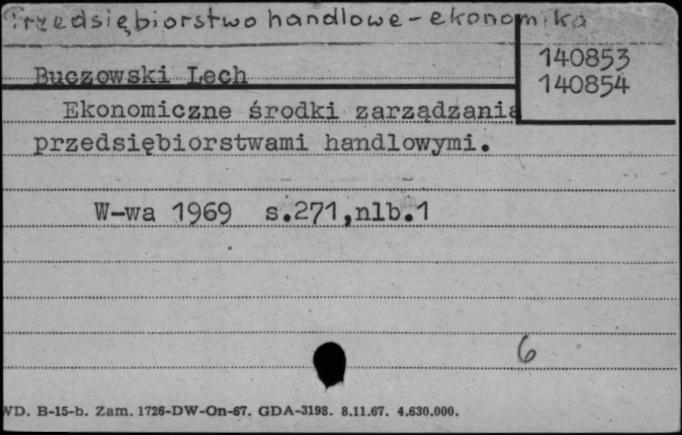 Przedsiębiorstwo handlowe – ekonomika
140853
140854
Buczowski Lech
Ekonomiczne środki zarządzania
przedsiębiorstwami handlowymi.
W-wa 1969 s.271,nlb.1
6
WD. B-15-b. Zam. 1726-DW-On-67. GDA-3198. 8.11.67. 4.630.000.